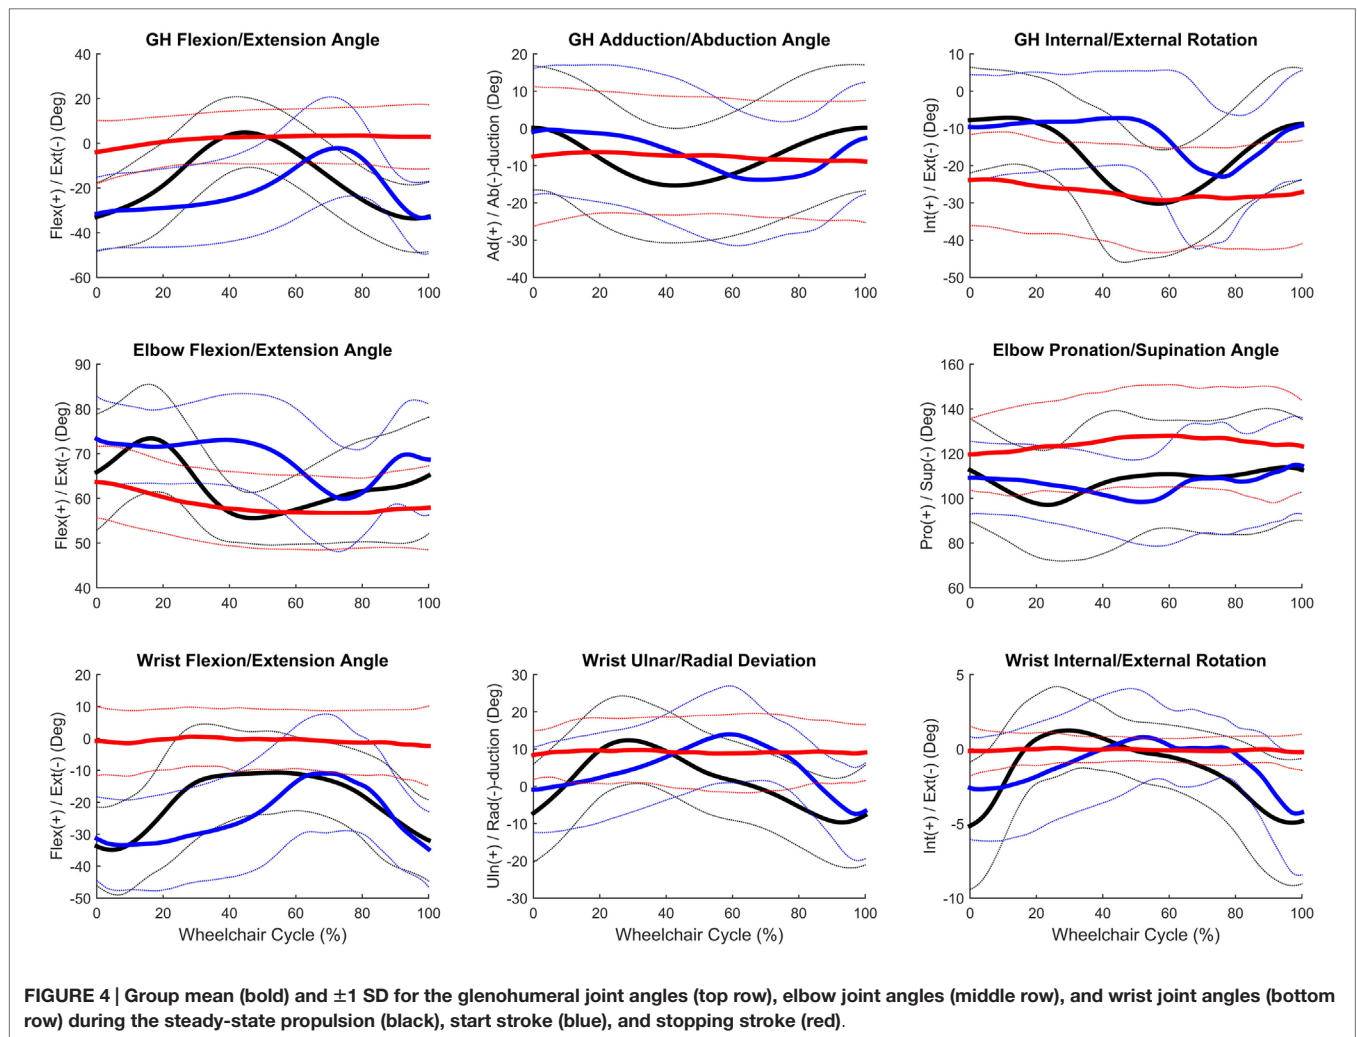 GH Flexion/Extension Angle
Flex(+) / Ext(-) (Deg)
40
20
0
-20
-40
-60
0 20 40 60 80 100
GH Adduction/Abduction Angle
Ad(+) / Ab(-)-duction (Deg)
20
10
0
-10
-20
-30
-40
0 20 40 60 80 100
GH Internal/External Rotation
Int(+) / Ext(-) (Deg)
10
0
-10
-20
-30
-40
-50
0 20 40 60 80 100
Elbow Flexion/Extension Angle
Flex(+) / Ext(-) (Deg)
90
80
70
60
50
40
0 20 40 60 80 100
Elbow Pronation/Supination Angle
Pro(+) / Sup(-) (Deg)
160
140
120
100
80
60
0 20 40 60 80 100
Wrist Flexion/Extension Angle
Flex(+) / Ext(-) (Deg)
20
10
0
-10
-20
-30
-40
-50
0 20 40 60 80 100
Wheelchair Cycle (%)
Wrist Ulnar/Radial Deviation
Uln(+) / Rad(-)-duction (Deg)
30
20
10
0
-10
-20
-30
0 20 40 60 80 100
Wheelchair Cycle (%)
Wrist Internal/External Rotation
Int(+) / Ext(-) (Deg)
5
0
-5
-10
0 20 40 60 80 100
Wheelchair Cycle (%)
FIGURE 4 | Group mean (bold) and ±1 SD for the glenohumeral joint angles (top row), elbow joint angles (middle row), and wrist joint angles (bottom
row) during the steady-state propulsion (black), start stroke (blue), and stopping stroke (red).